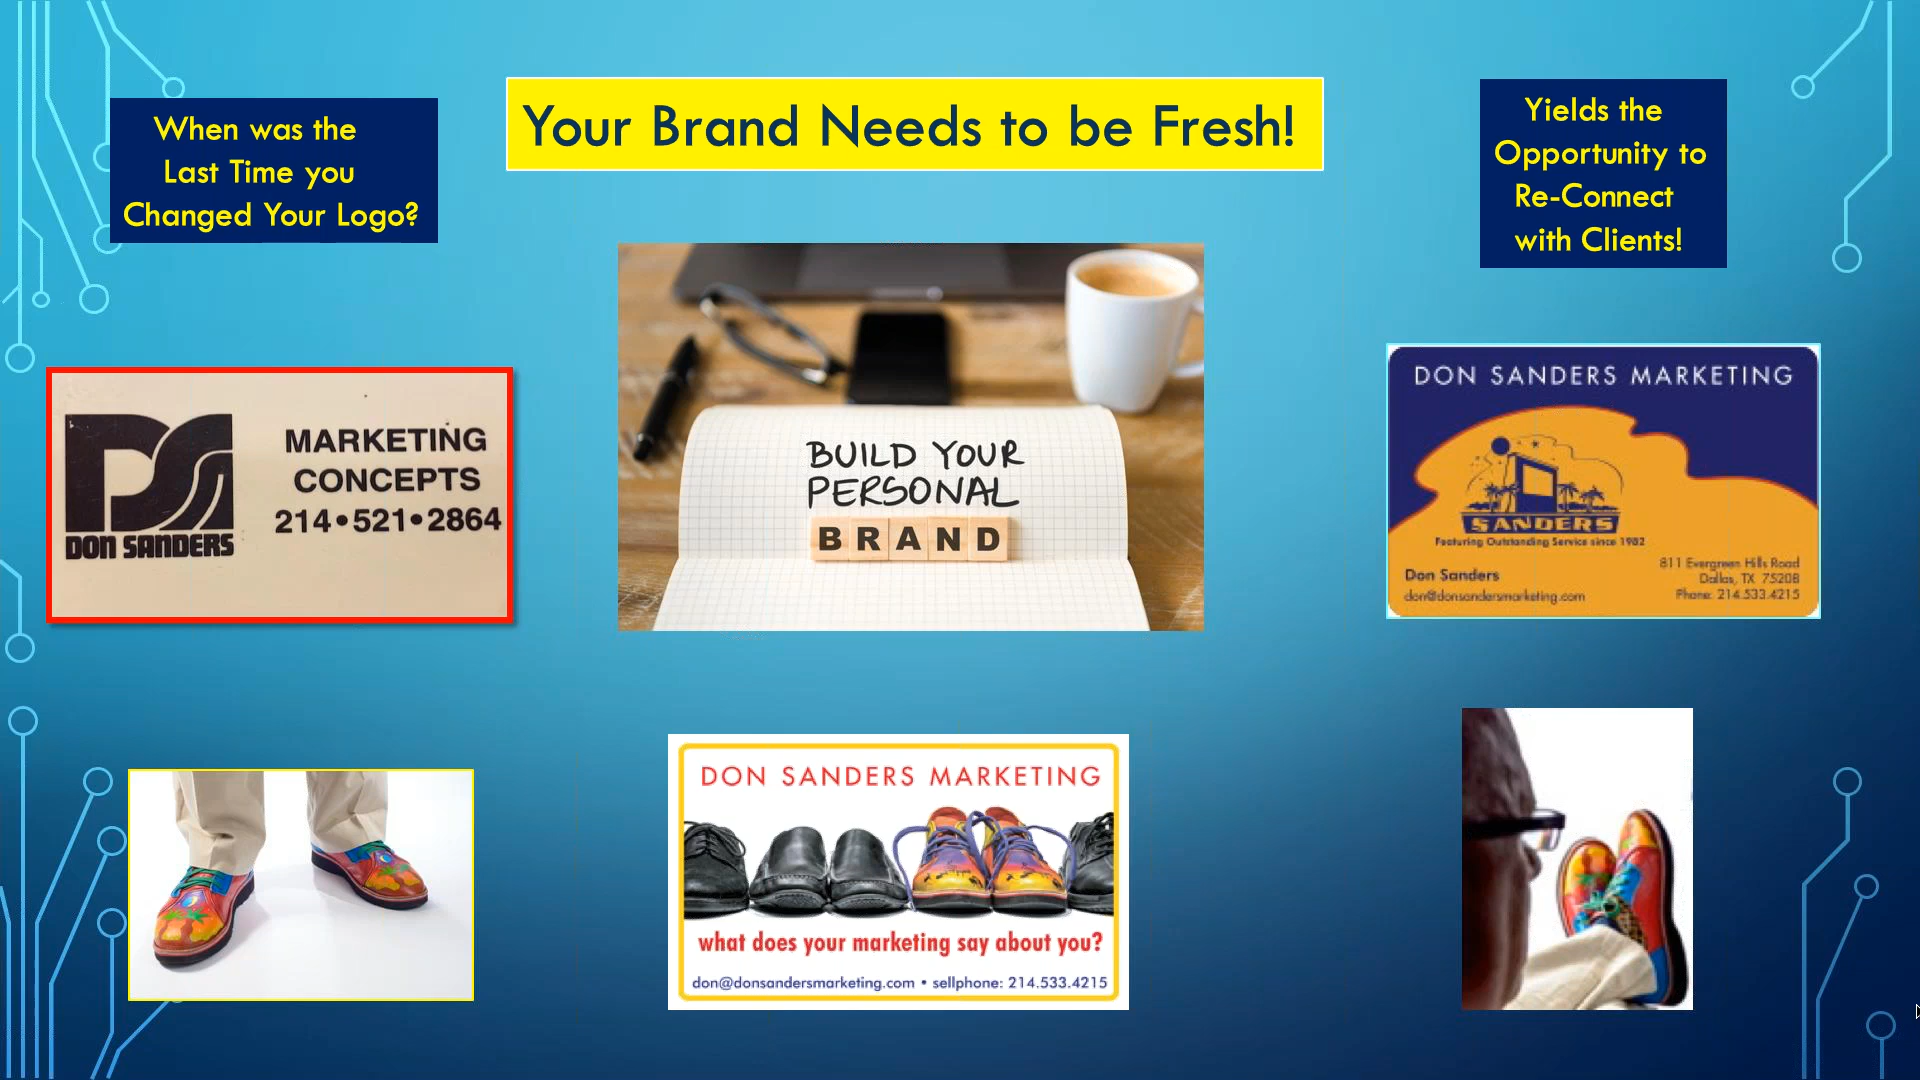 Your Brand Needs to be Fresh!
When was the
Last Time you
Changed Your Logo?
Yields the
Opportunity to
Re-Connect
with Clients!
DS
DON SANDERS
MARKETING
CONCEPTS
214•521•2864
BUILD YOUR
PERSONAL
BRAND
DON SANDERS MARKETING
SANDERS
Featuring Outstanding Service since 1982
Don Sanders
don@donsandersmarketing.com
811 Evergreen Hills Road
Dallas, TX 75208
Phone: 214.533.4215
DON SANDERS MARKETING
what does your marketing say about you?
don@donsandersmarketing.com • sellphone: 214.533.4215